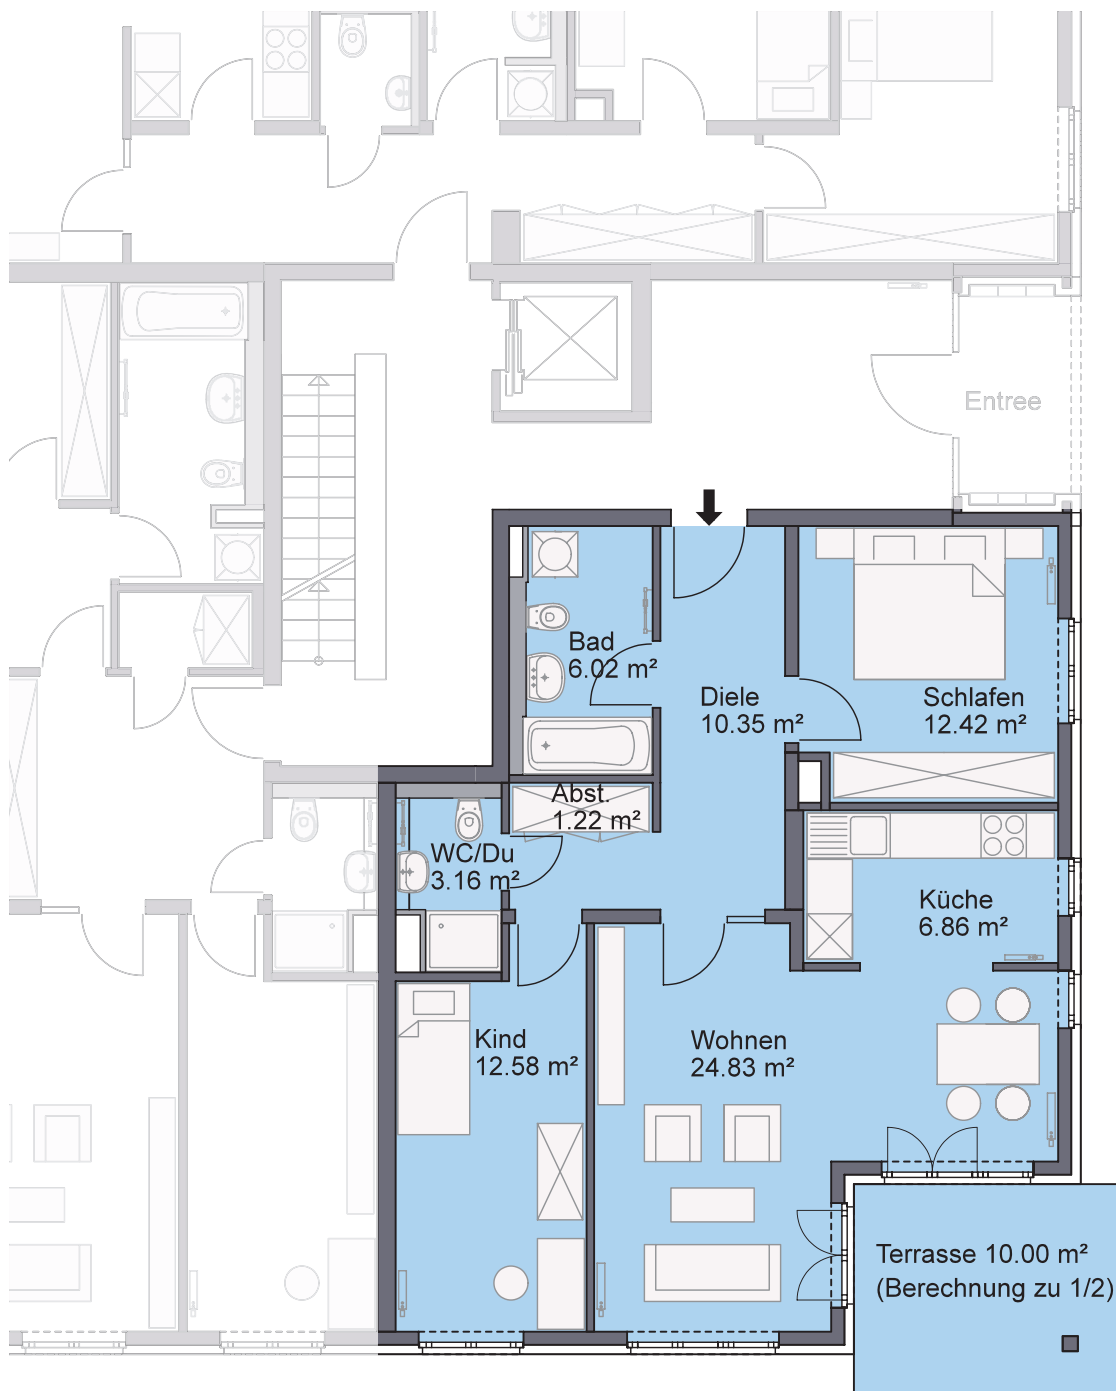 Entree
Bad
6.02 m²
Diele
10.35 m²
Schlafen
12.42 m²
Abst.
1.22 m²
WC/Du
3.16 m²
Küche
6.86 m²
Kind
12.58 m²
Wohnen
24.83 m²
Terrasse 10.00 m²
(Berechnung zu 1/2)